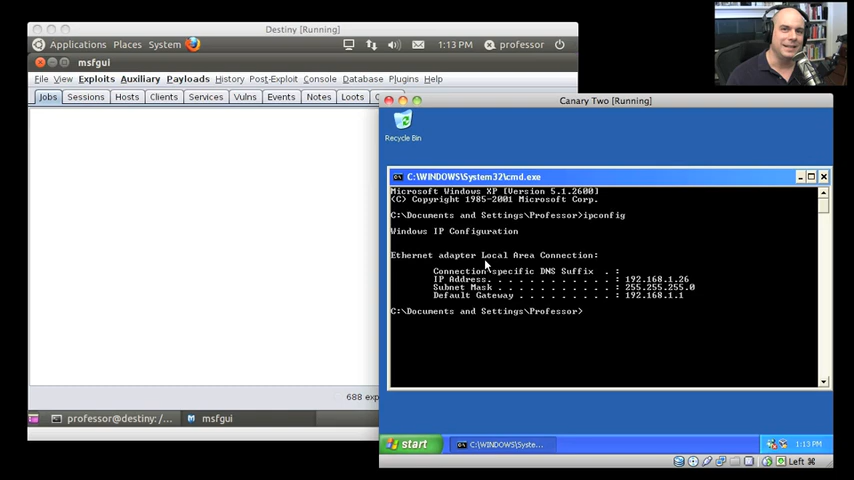 Destiny [Running]
Applications Places System 1:13 PM professor
msfgui
File View Exploits Auxiliary Payloads History Post-Exploit Console Database Plugins Help
Jobs Sessions Hosts Clients Services Vulns Events Notes Loots
Canary Two [Running]
Recycle Bin
C:\WINDOWS\System32\cmd.exe
Microsoft Windows XP [Version 5.1.2600]
(C) Copyright 1985-2001 Microsoft Corp.
C:\Documents and Settings\Professor>ipconfig
Windows IP Configuration
Ethernet adapter Local Area Connection:
Connection-specific DNS Suffix . :
IP Address. . . . . . . . . . . . : 192.168.1.26
Subnet Mask . . . . . . . . . . . : 255.255.255.0
Default Gateway . . . . . . . . . : 192.168.1.1
C:\Documents and Settings\Professor>
688 exp
professor@destiny: /... msfgui
start C:\WINDOWS\Syste... 1:13 PM
Left ⌘